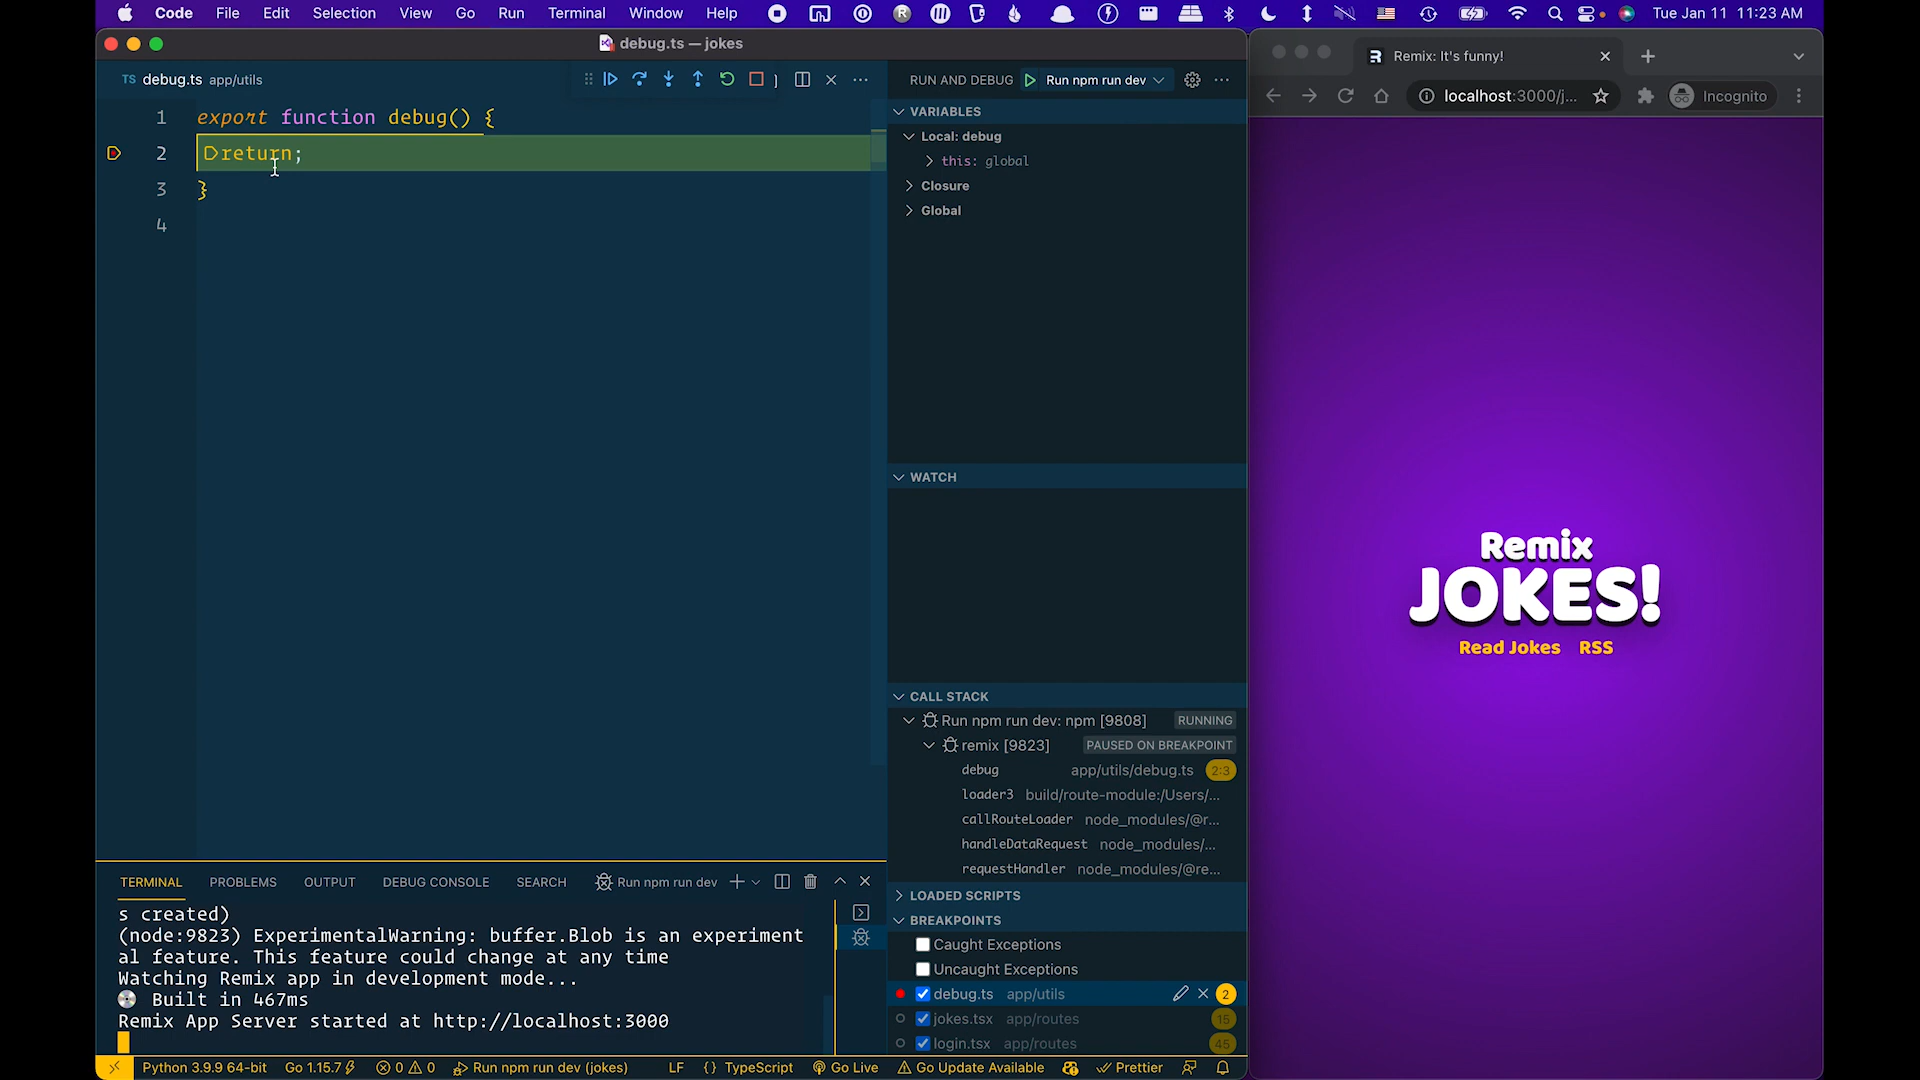 Code File Edit Selection View Go Run Terminal Window Help Tue Jan 11 11:23 AM
debug.ts — jokes
TS debug.ts app/utils
1 export function debug() {
2 return;
3 }
4
RUN AND DEBUG Run npm run dev
VARIABLES
Local: debug
this: global
Closure
Global
WATCH
CALL STACK
Run npm run dev: npm [9808] RUNNING
remix [9823] PAUSED ON BREAKPOINT
debug app/utils/debug.ts 2:3
loader3 build/route-module:/Users/...
callRouteLoader node_modules/@r...
handleDataRequest node_modules/...
requestHandler node_modules/@re...
LOADED SCRIPTS
BREAKPOINTS
Caught Exceptions
Uncaught Exceptions
debug.ts app/utils 2
jokes.tsx app/routes 15
login.tsx app/routes 45
TERMINAL PROBLEMS OUTPUT DEBUG CONSOLE SEARCH Run npm run dev
s created)
(node:9823) ExperimentalWarning: buffer.Blob is an experiment
al feature. This feature could change at any time
Watching Remix app in development mode...
Built in 467ms
Remix App Server started at http://localhost:3000
Python 3.9.9 64-bit Go 1.15.7 0 0 Run npm run dev (jokes) LF {} TypeScript Go Live Go Update Available Prettier
Remix: It's funny!
localhost:3000/j... Incognito
Remix
JOKES!
Read Jokes RSS